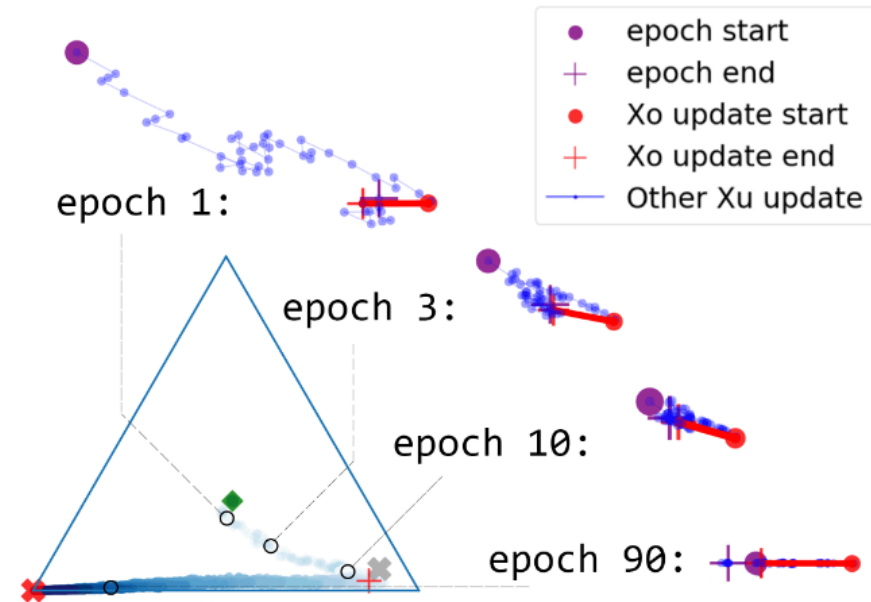 epoch start
epoch end
Xo update start
Xo update end
Other Xu update
epoch 1:
epoch 3:
epoch 10:
epoch 90: